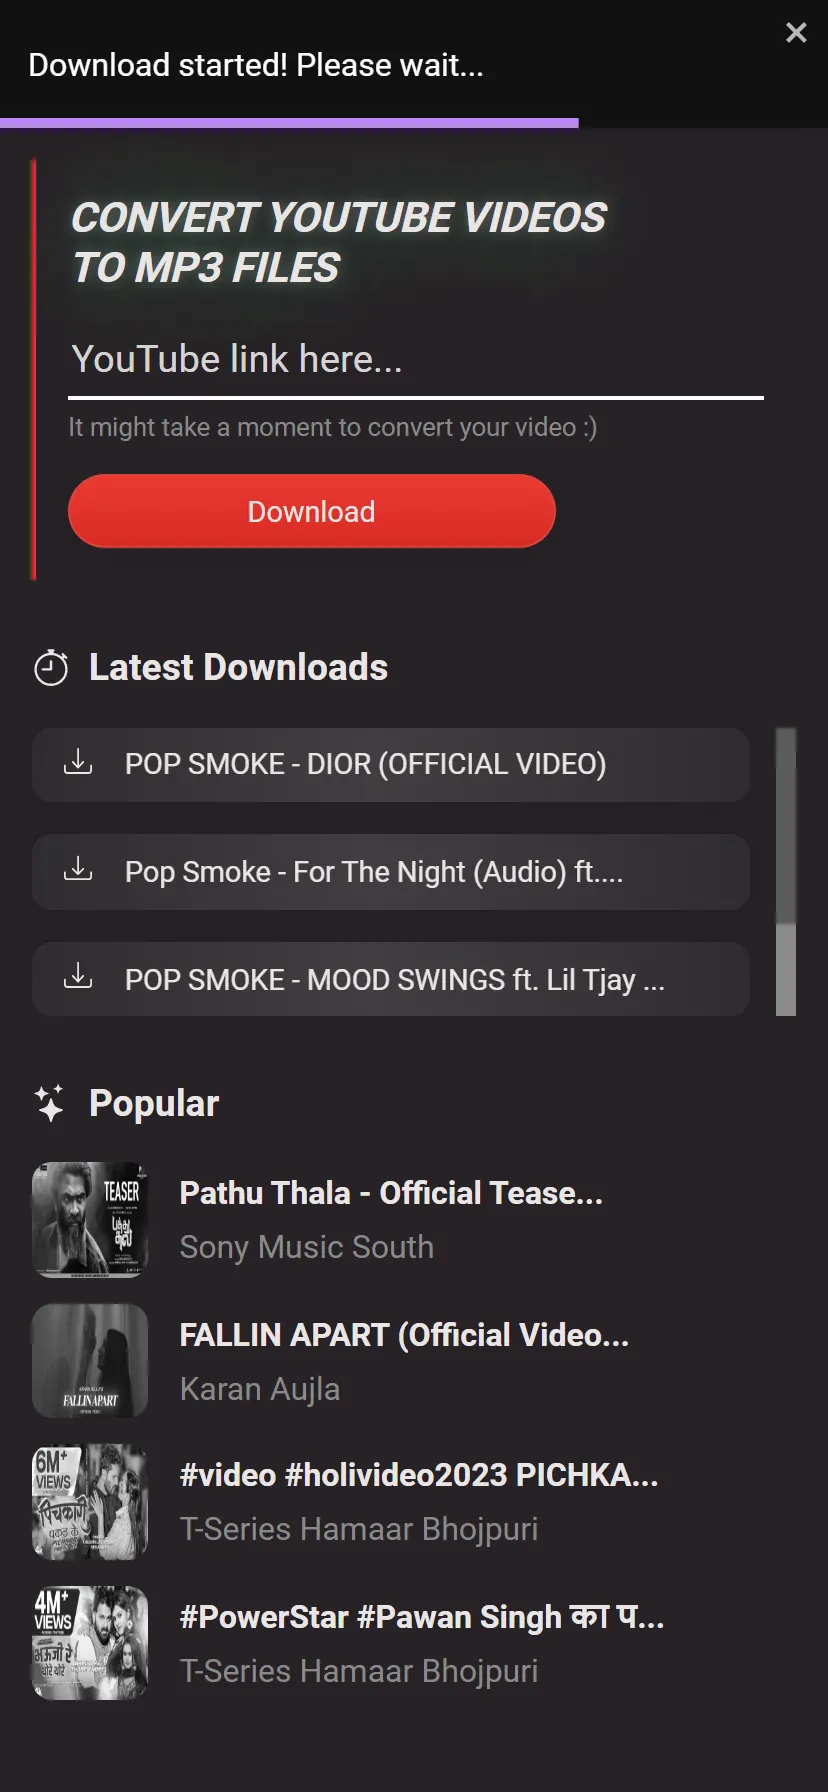 Download started! Please wait...
CONVERT YOUTUBE VIDEOS
TO MP3 FILES
YouTube link here...
It might take a moment to convert your video :)
Download
Latest Downloads
POP SMOKE - DIOR (OFFICIAL VIDEO)
Pop Smoke - For The Night (Audio) ft....
POP SMOKE - MOOD SWINGS ft. Lil Tjay ...
Popular
TEASER
Pathu Thala - Official Tease...
Sony Music South
FALLIN APART
FALLIN APART (Official Video...
Karan Aujla
6M+
VIEWS
पिचकारी
पकड़ के
#video #holivideo2023 PICHKA...
T-Series Hamaar Bhojpuri
4M+
VIEWS
#PowerStar #Pawan Singh का प...
T-Series Hamaar Bhojpuri